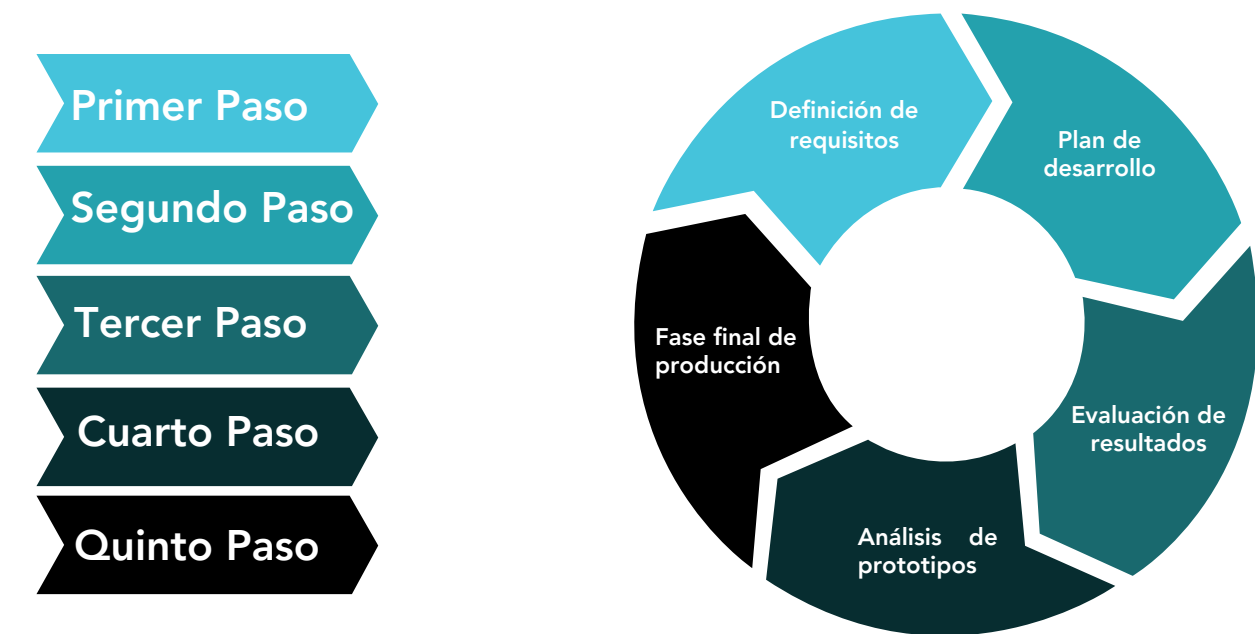 Primer Paso
Segundo Paso
Tercer Paso
Cuarto Paso
Quinto Paso
Definición de
requisitos
Plan de
desarrollo
Evaluación de
resultados
Análisis de
prototipos
Fase final de
producción